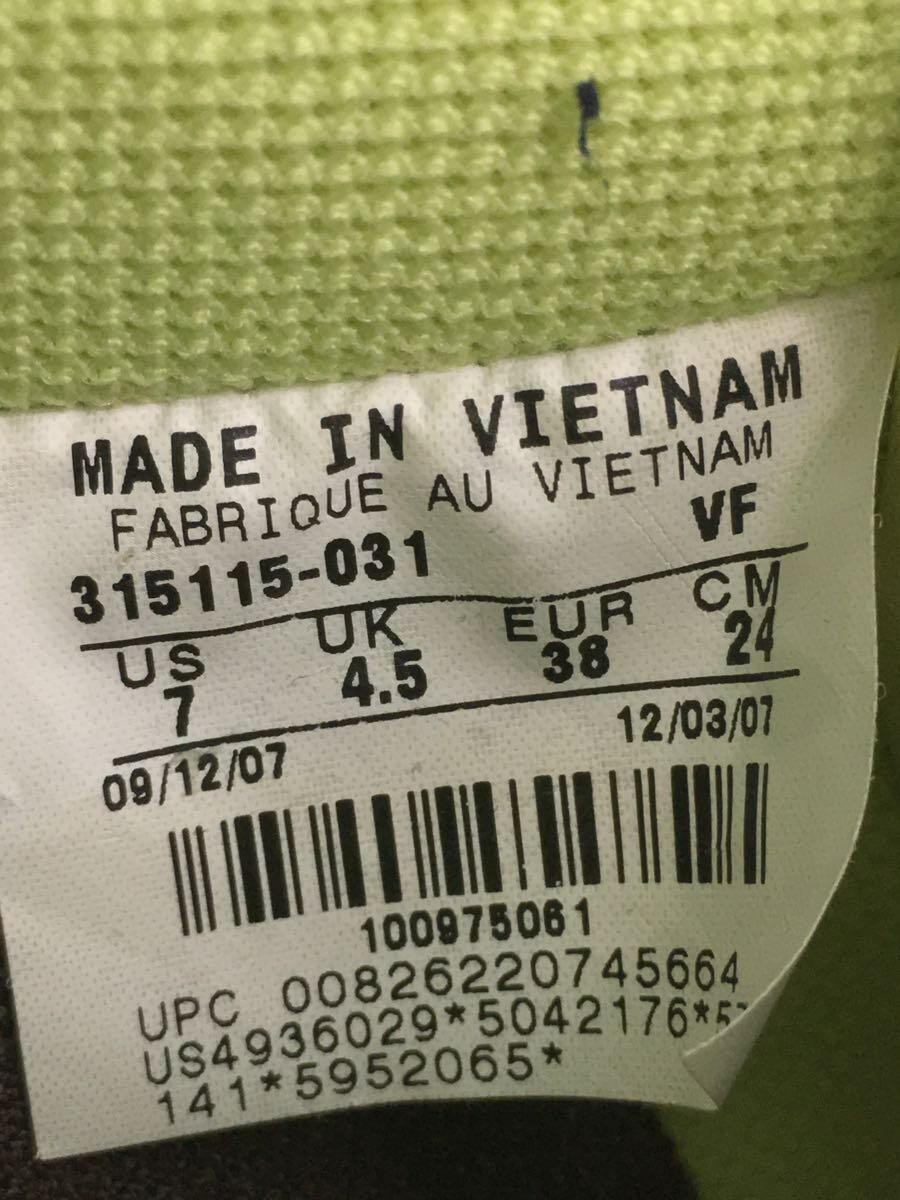 MADE IN VIETNAM
FABRIQUE AU VIETNAM
315115-031 VF
US UK EUR CM
7 4.5 38 24
09/12/07 12/03/07
100975061
UPC 00826220745664
US4936029*5042176*5
141*5952065*